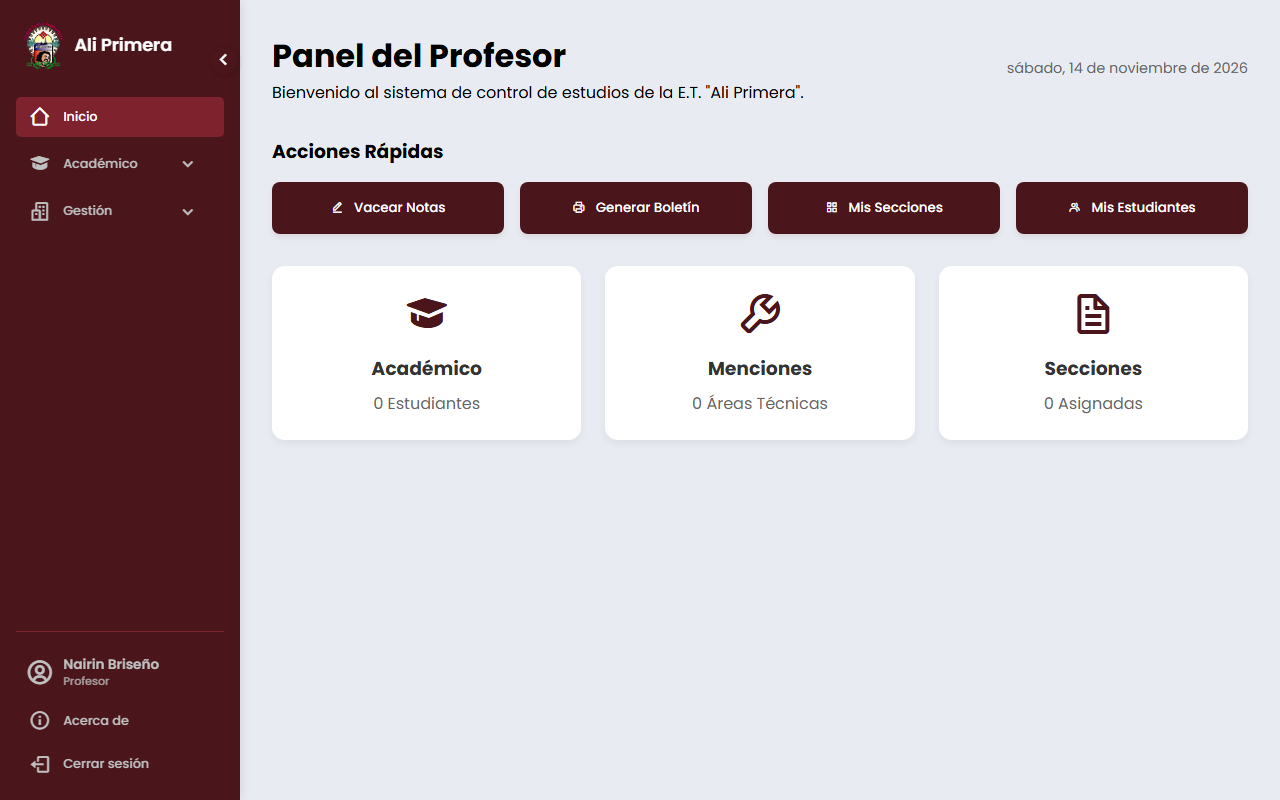 Ali Primera
Inicio
Académico
Gestión
Nairin Briseño
Profesor
Acerca de
Cerrar sesión
Panel del Profesor
sábado, 14 de noviembre de 2026
Bienvenido al sistema de control de estudios de la E.T. "Ali Primera".
Acciones Rápidas
Vacear Notas
Generar Boletín
Mis Secciones
Mis Estudiantes
Académico
0 Estudiantes
Menciones
0 Áreas Técnicas
Secciones
0 Asignadas